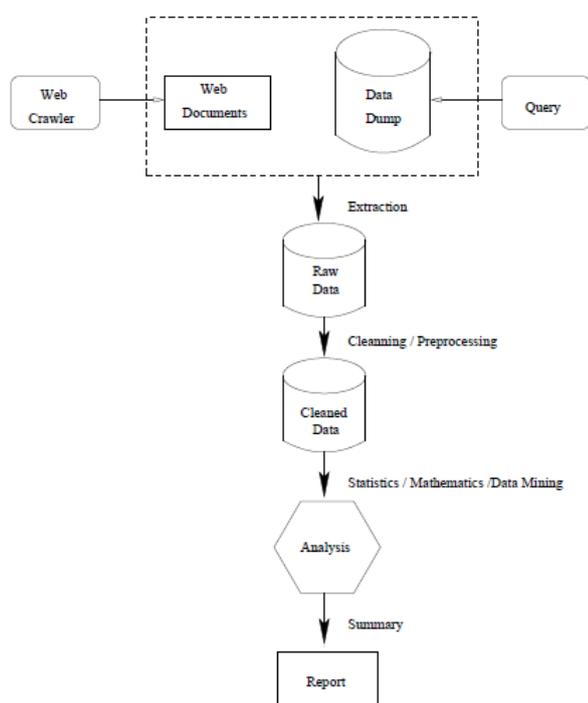 Web
Crawler
Web
Documents
Data
Dump
Query
Extraction
Raw
Data
Cleanning / Preprocessing
Cleaned
Data
Statistics / Mathematics /Data Mining
Analysis
Summary
Report